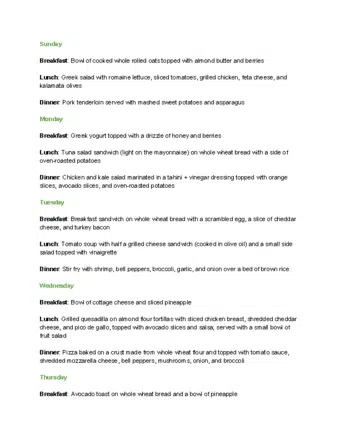 Sunday
Breakfast: Bowl of cooked whole rolled oats topped with almond butter and berries
Lunch: Greek salad with romaine lettuce, sliced tomatoes, grilled chicken, feta cheese, and
kalamata olives
Dinner: Pork tenderloin served with mashed sweet potatoes and asparagus
Monday
Breakfast: Greek yogurt topped with a drizzle of honey and berries
Lunch: Tuna salad sandwich (light on the mayonnaise) on whole wheat bread with a side of
oven-roasted potatoes
Dinner: Chicken and kale salad marinated in a tahini + vinegar dressing topped with orange
slices, avocado slices, and oven-roasted potatoes
Tuesday
Breakfast: Breakfast sandwich on whole wheat bread with a scrambled egg, a slice of cheddar
cheese, and turkey bacon
Lunch: Tomato soup with half a grilled cheese sandwich (cooked in olive oil) and a small side
salad topped with vinaigrette
Dinner: Stir fry with shrimp, bell peppers, broccoli, garlic, and onion over a bed of brown rice
Wednesday
Breakfast: Bowl of cottage cheese and sliced pineapple
Lunch: Grilled quesadilla on almond flour tortillas with sliced chicken breast, shredded cheddar
cheese, and pico de gallo, topped with avocado slices and salsa, served with a small bowl of
fruit salad
Dinner: Pizza baked on a crust made from whole wheat flour and topped with tomato sauce,
shredded mozzarella cheese, bell peppers, mushrooms, onion, and broccoli
Thursday
Breakfast: Avocado toast on whole wheat bread and a bowl of pineapple